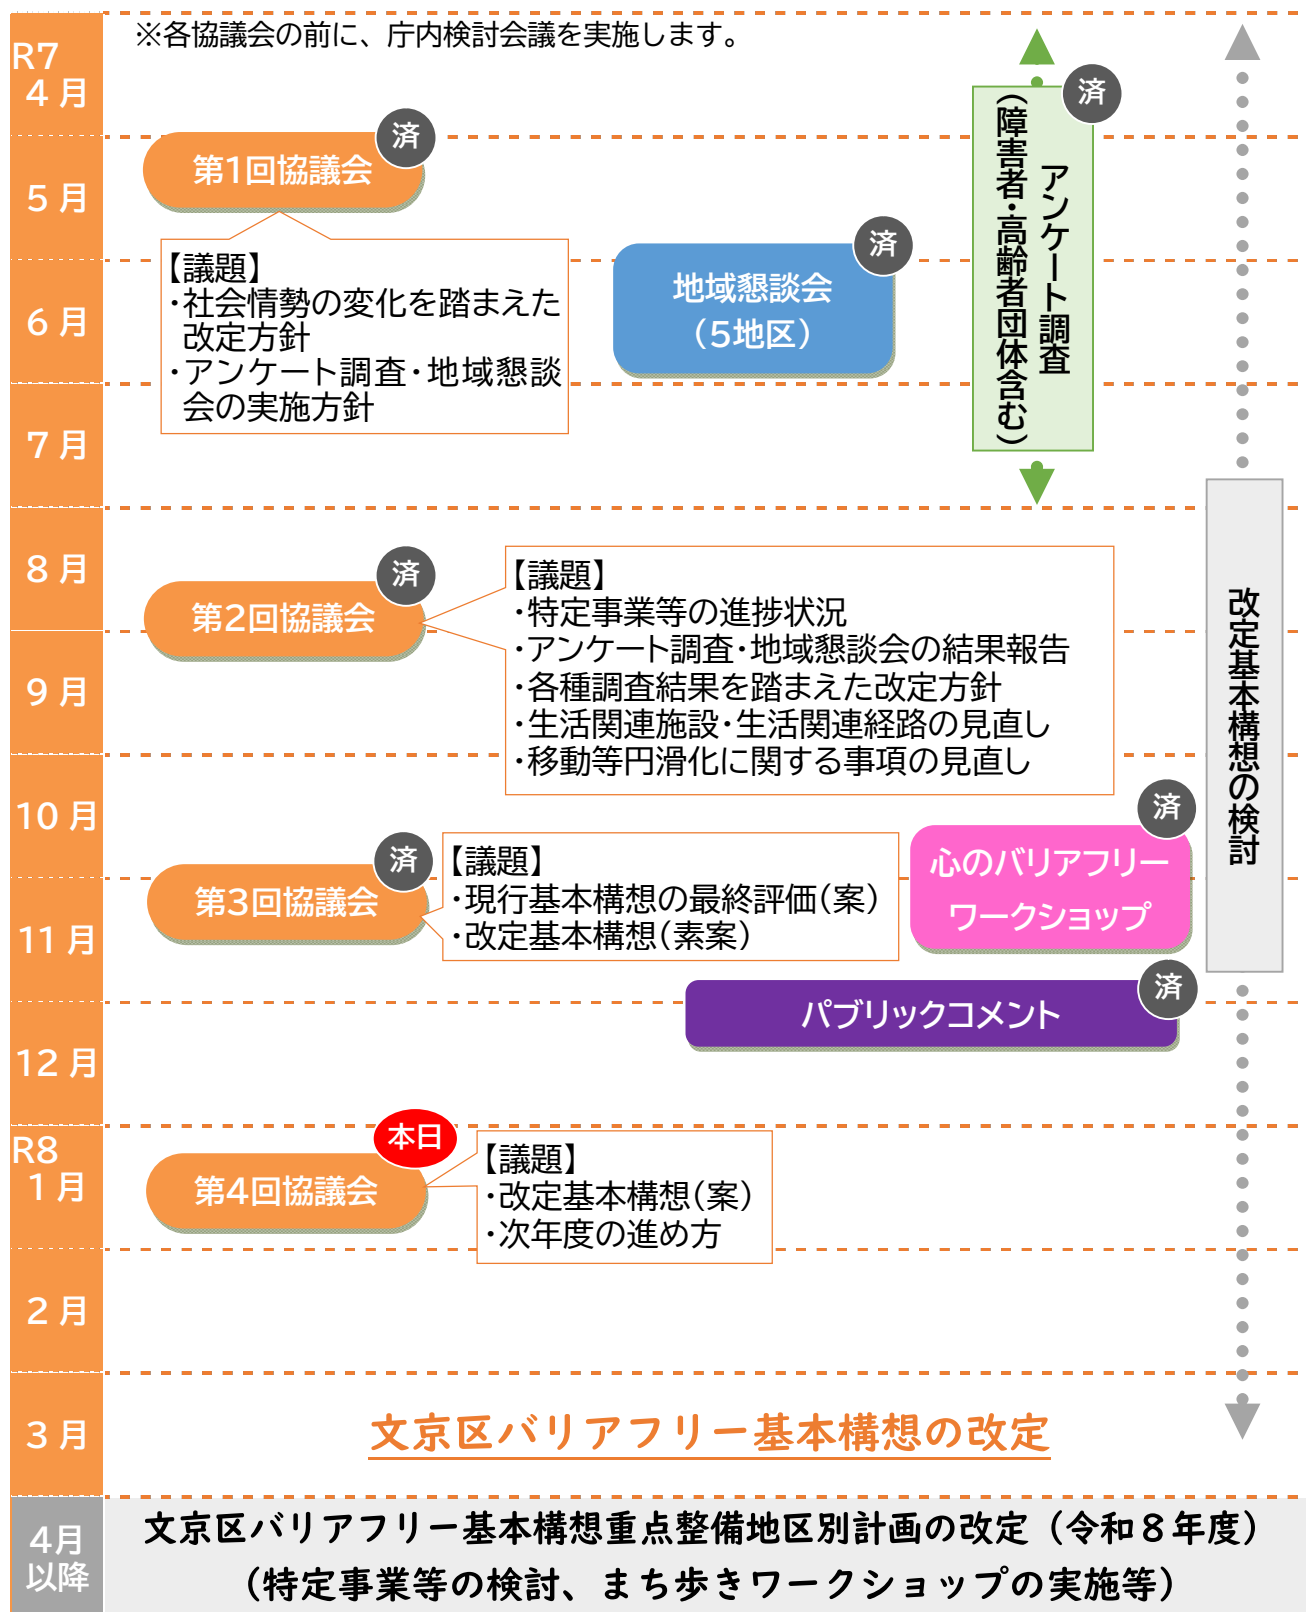 ※各協議会の前に、庁内検討会議を実施します。
R7
4月
済
第1回協議会
済
（障害者・高齢者団体含む）
アンケート調査
5月
【議題】
・社会情勢の変化を踏まえた
改定方針
・アンケート調査・地域懇談
会の実施方針
済
地域懇談会
（5地区）
6月
7月
8月
済
第2回協議会
【議題】
・特定事業等の進捗状況
・アンケート調査・地域懇談会の結果報告
・各種調査結果を踏まえた改定方針
・生活関連施設・生活関連経路の見直し
・移動等円滑化に関する事項の見直し
改定基本構想の検討
9月
10月
済
第3回協議会
【議題】
・現行基本構想の最終評価（案）
・改定基本構想（素案）
済
心のバリアフリー
ワークショップ
11月
済
パブリックコメント
12月
R8
1月
本日
第4回協議会
【議題】
・改定基本構想（案）
・次年度の進め方
2月
3月
文京区バリアフリー基本構想の改定
4月
以降
文京区バリアフリー基本構想重点整備地区別計画の改定（令和８年度）
（特定事業等の検討、まち歩きワークショップの実施等）